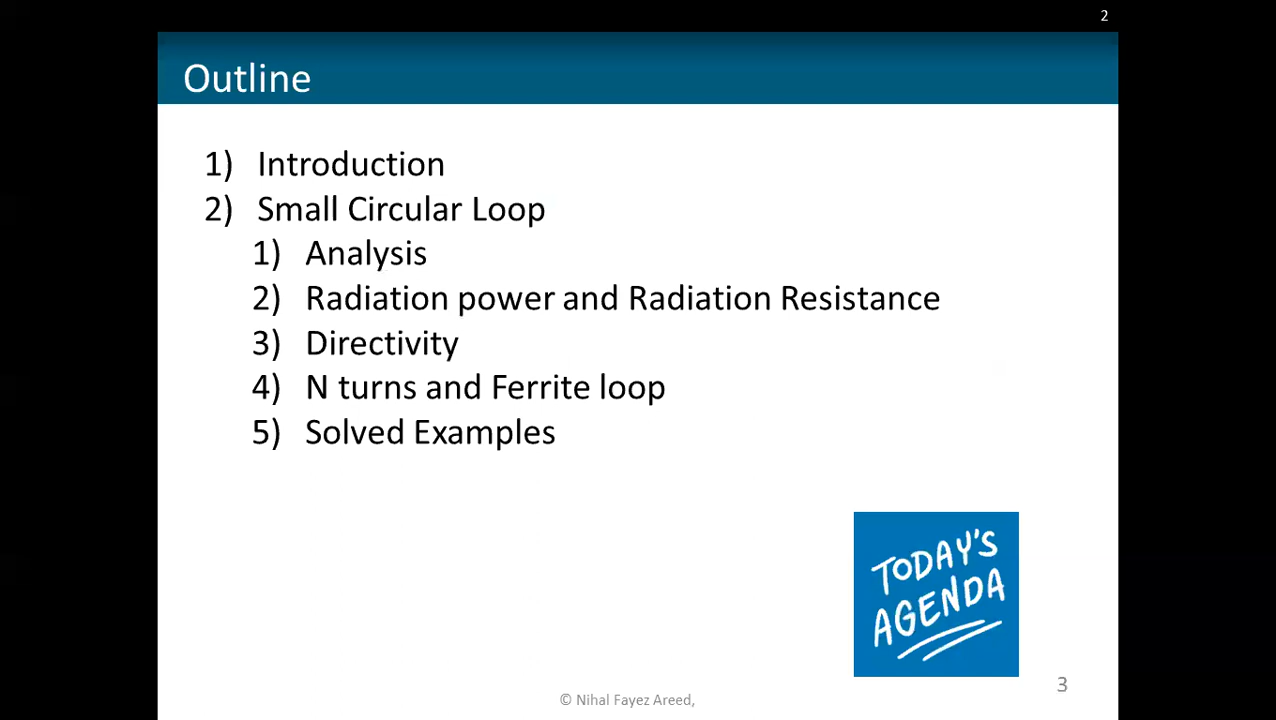 2
Outline
1) Introduction
2) Small Circular Loop
1) Analysis
2) Radiation power and Radiation Resistance
3) Directivity
4) N turns and Ferrite loop
5) Solved Examples
TODAY'S
AGENDA
3
© Nihal Fayez Areed,